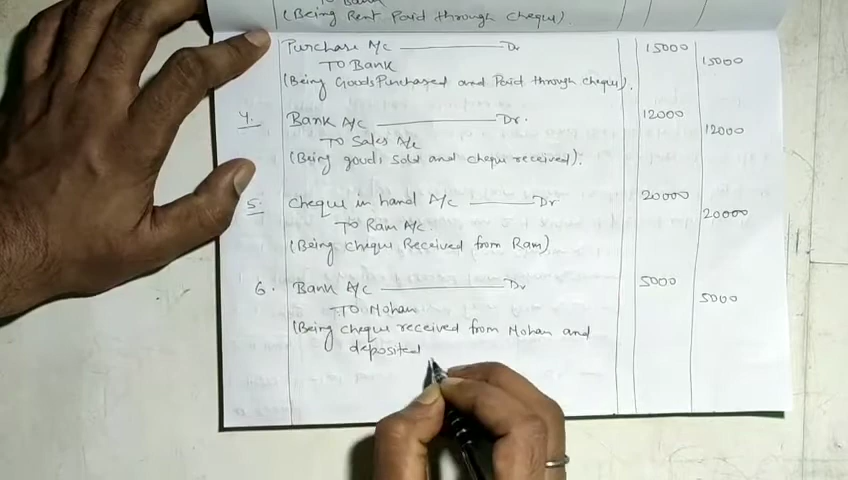 (Being Rent Paid through cheque).
Purchase A/c Dr 15000
TO Bank 15000
(Being Goods Purchased and Paid through cheque).
4. Bank A/c Dr. 12000
TO Sales A/c 12000
(Being goods sold and cheque received).
5. Cheque in hand A/c Dr 20000
TO Ram A/c. 20000
(Being cheque Received from Ram)
6. Bank A/c Dr 5000
TO Mohan 5000
(Being cheque received from Mohan and
deposited